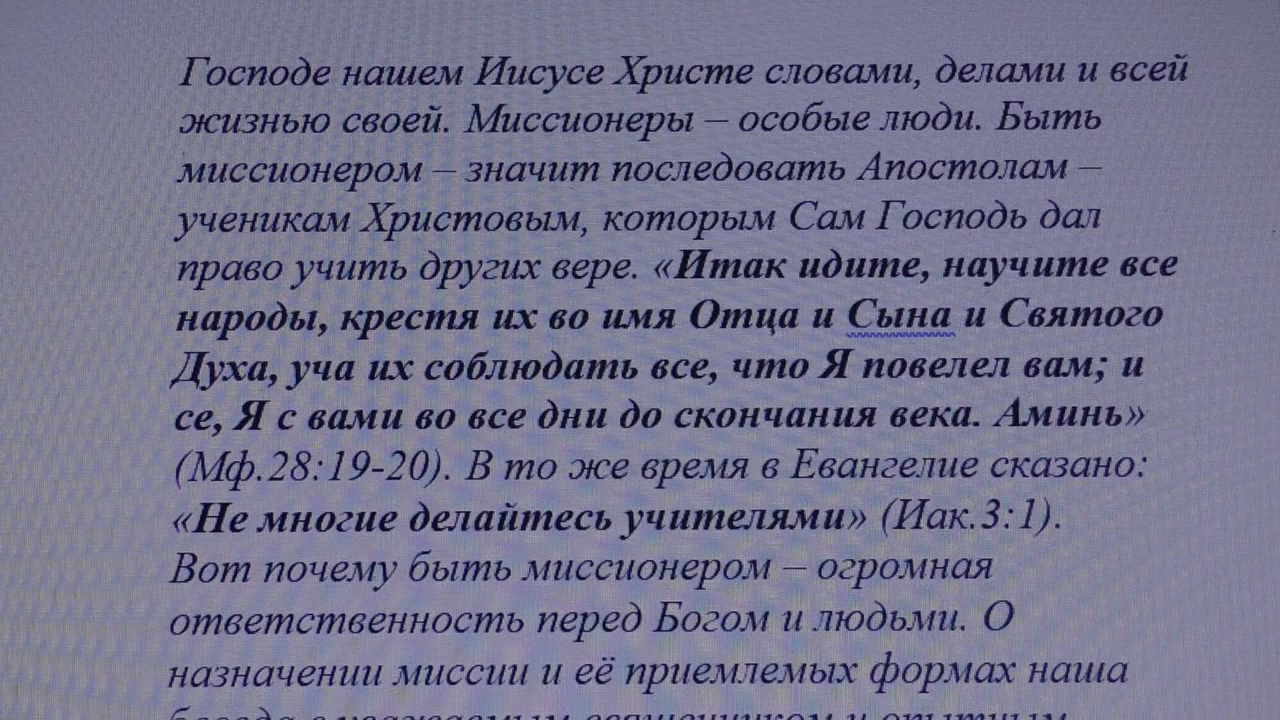 Господе нашем Иисусе Христе словами, делами и всей
жизнью своей. Миссионеры – особые люди. Быть
миссионером – значит последовать Апостолам –
ученикам Христовым, которым Сам Господь дал
право учить других вере. «Итак идите, научите все
народы, крестя их во имя Отца и Сына и Святого
Духа, уча их соблюдать все, что Я повелел вам; и
се, Я с вами во все дни до скончания века. Аминь»
(Мф.28:19-20). В то же время в Евангелие сказано:
«Не многие делайтесь учителями» (Иак.3:1).
Вот почему быть миссионером – огромная
ответственность перед Богом и людьми. О
назначении миссии и её приемлемых формах наша